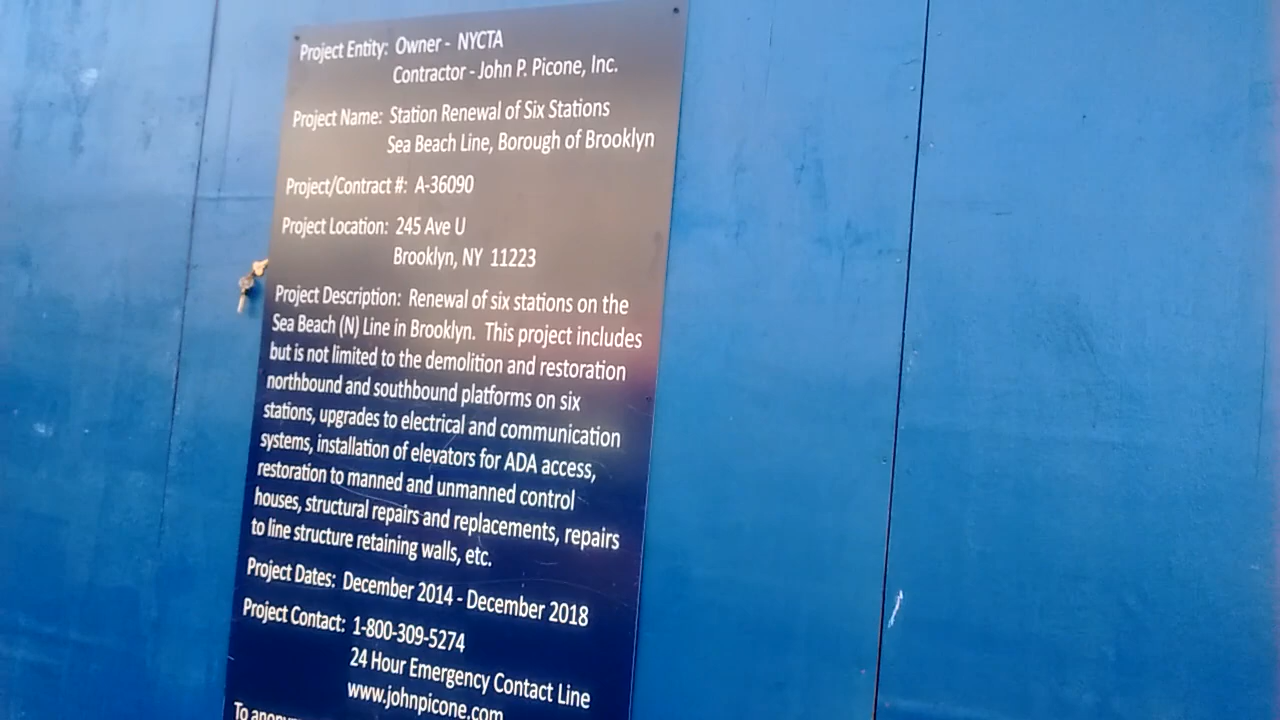 Project Entity: Owner - NYCTA
Contractor - John P. Picone, Inc.
Project Name: Station Renewal of Six Stations
Sea Beach Line, Borough of Brooklyn
Project/Contract #: A-36090
Project Location: 245 Ave U
Brooklyn, NY 11223
Project Description: Renewal of six stations on the
Sea Beach (N) Line in Brooklyn. This project includes
but is not limited to the demolition and restoration
northbound and southbound platforms on six
stations, upgrades to electrical and communication
systems, installation of elevators for ADA access,
restoration to manned and unmanned control
houses, structural repairs and replacements, repairs
to line structure retaining walls, etc.
Project Dates: December 2014 - December 2018
Project Contact: 1-800-309-5274
24 Hour Emergency Contact Line
www.johnpicone.com
To